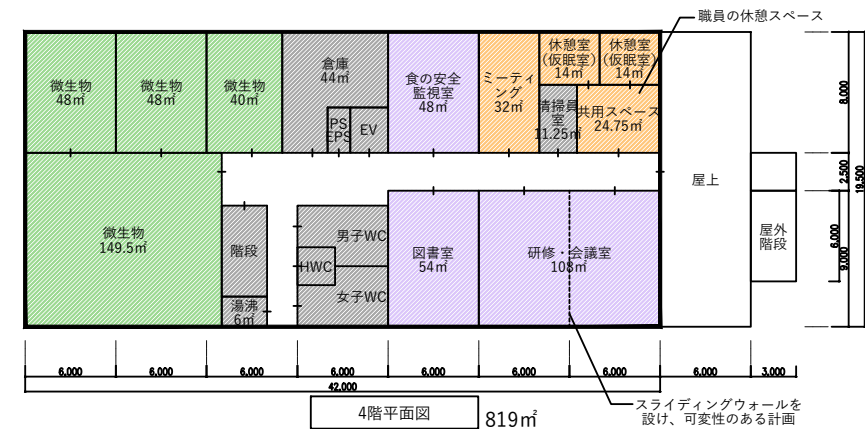 職員の休憩スペース
微生物
48㎡
微生物
48㎡
微生物
40㎡
倉庫
44㎡
PS
EPS
EV
食の安全
監視室
48㎡
ミーティ
ング
32㎡
休憩室
(仮眠室)
14㎡
休憩室
(仮眠室)
14㎡
清掃員
室
11.25㎡
共用スペース
24.75㎡
屋上
8.000
2.500
19.500
6.000
9.000
屋外
階段
微生物
149.5㎡
階段
湯沸
6㎡
男子WC
HWC
女子WC
図書室
54㎡
研修・会議室
108㎡
6.000
6.000
6.000
6.000
6.000
6.000
6.000
6.000
3.000
42.000
4階平面図
819㎡
スライディングウォールを
設け、可変性のある計画